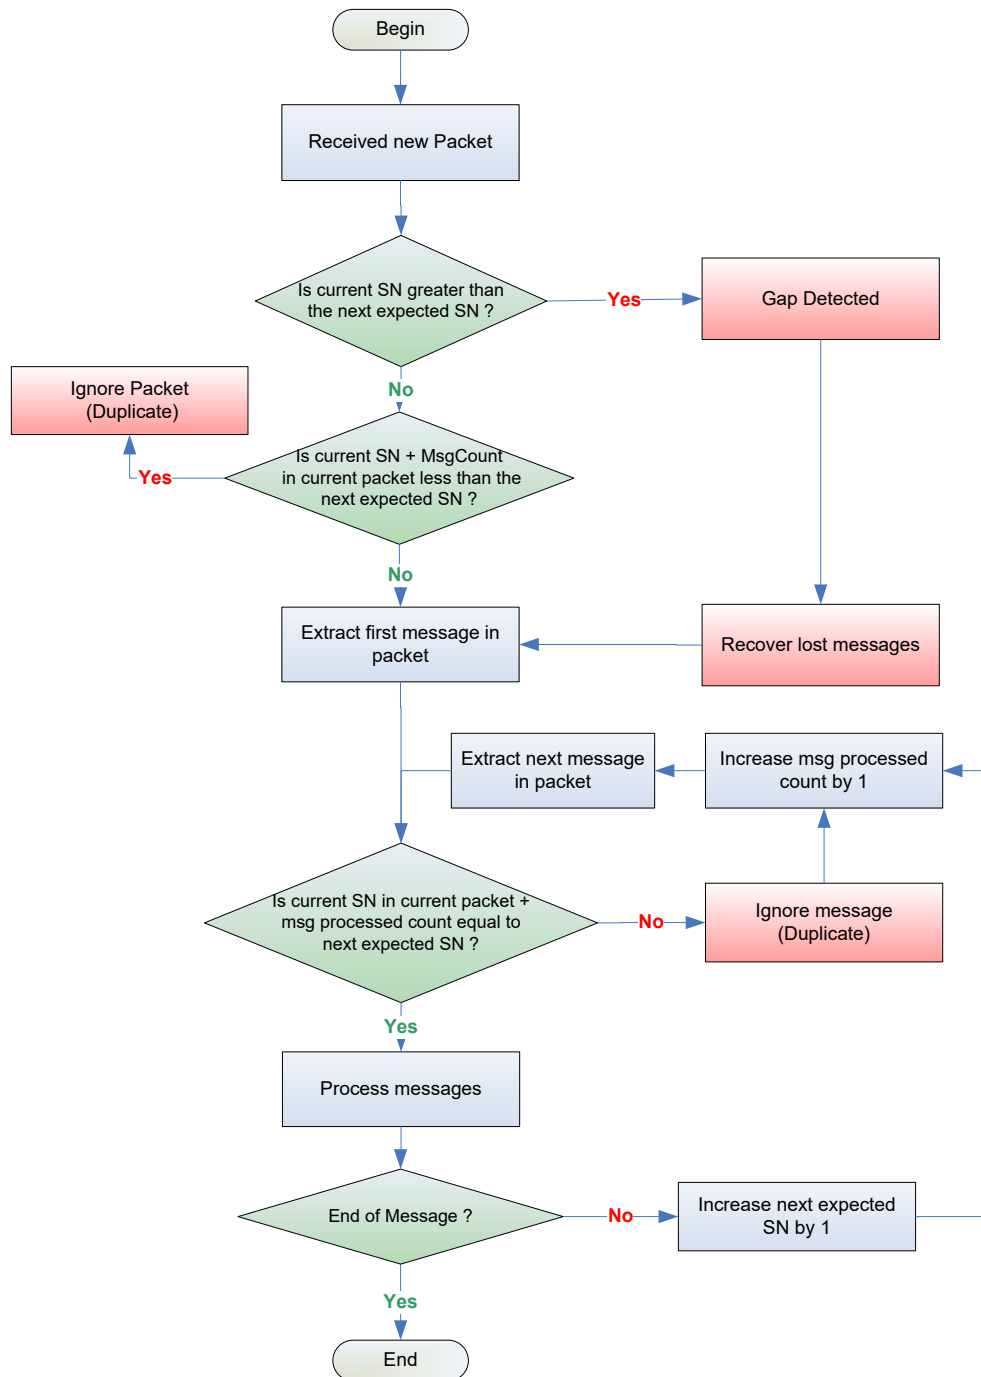 Begin
Received new Packet
Is current SN greater than
the next expected SN ?
Yes
Gap Detected
No
Ignore Packet
(Duplicate)
Is current SN + MsgCount
in current packet less than the
next expected SN ?
Yes
No
Extract first message in
packet
Recover lost messages
Extract next message
in packet
Increase msg processed
count by 1
Is current SN in current packet +
msg processed count equal to
next expected SN ?
No
Ignore message
(Duplicate)
Yes
Process messages
End of Message ?
No
Increase next expected
SN by 1
Yes
End